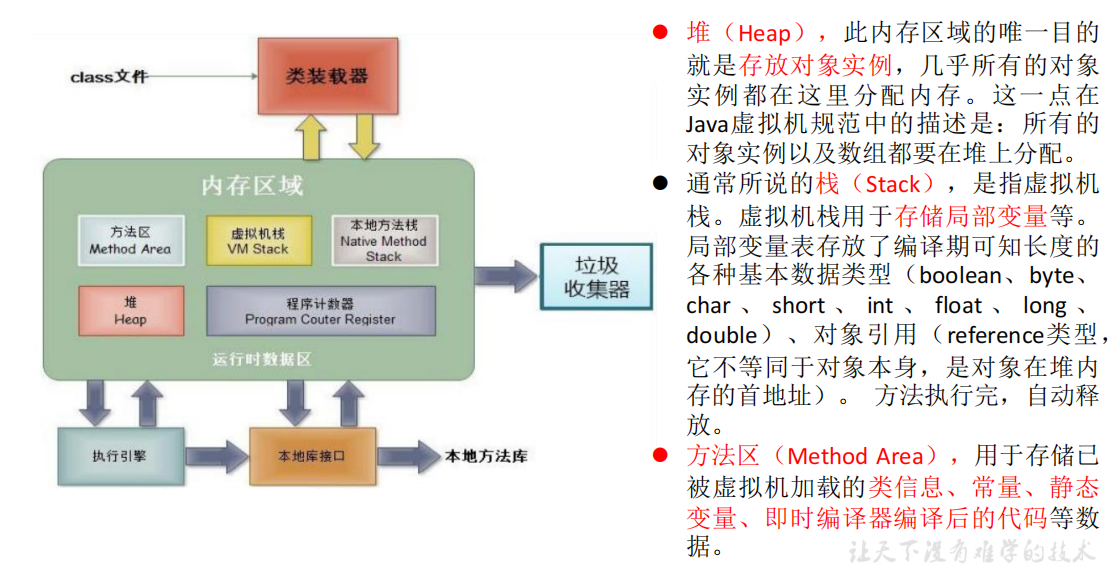 class文件
类装载器
内存区域
方法区
Method Area
虚拟机栈
VM Stack
本地方法栈
Native Method
Stack
堆
Heap
程序计数器
Program Couter Register
运行时数据区
垃圾
收集器
执行引擎
本地库接口
本地方法库
● 堆（Heap），此内存区域的唯一目的
就是存放对象实例，几乎所有的对象
实例都在这里分配内存。这一点在
Java虚拟机规范中的描述是：所有的
对象实例以及数组都要在堆上分配。
● 通常所说的栈（Stack），是指虚拟机
栈。虚拟机栈用于存储局部变量等。
局部变量表存放了编译期可知长度的
各种基本数据类型（boolean、byte、
char、short、int、float、long、
double）、对象引用（reference类型，
它不等同于对象本身，是对象在堆内
存的首地址）。 方法执行完，自动释
放。
● 方法区（Method Area），用于存储已
被虚拟机加载的类信息、常量、静态
变量、即时编译器编译后的代码等数
据。
让天下没有难学的技术